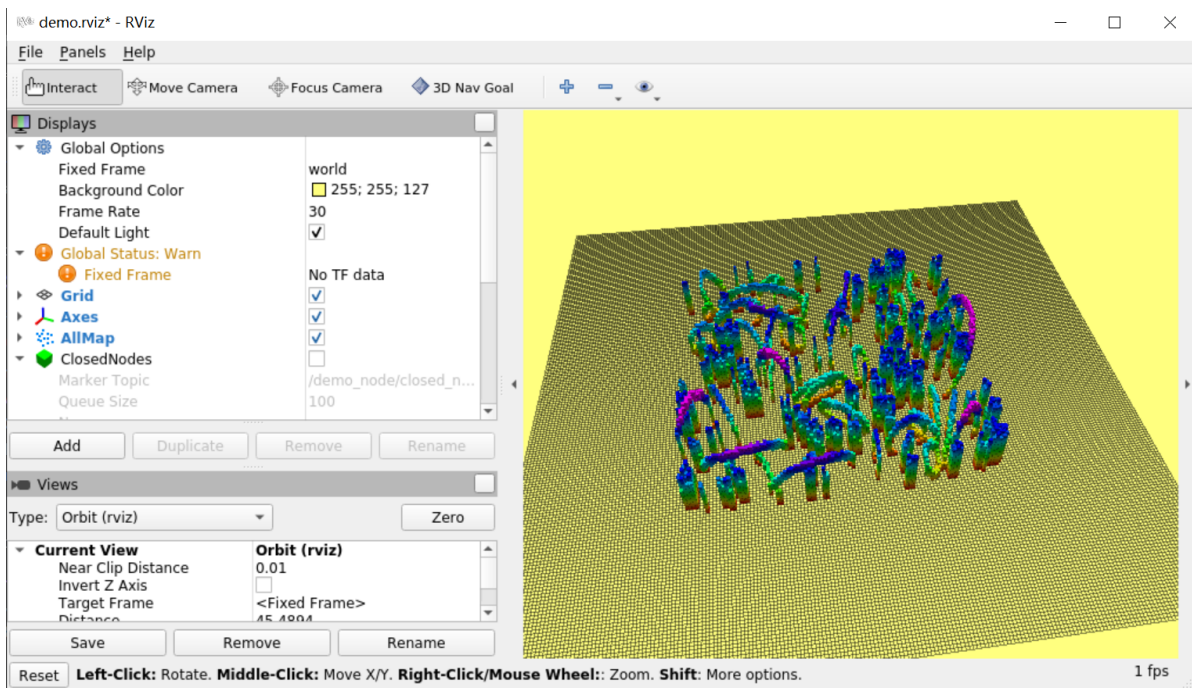 demo.rviz* - RViz
File Panels Help
Interact Move Camera Focus Camera 3D Nav Goal
Displays
Global Options
Fixed Frame world
Background Color 255; 255; 127
Frame Rate 30
Default Light
Global Status: Warn
Fixed Frame No TF data
Grid
Axes
AllMap
ClosedNodes
Marker Topic /demo_node/closed_n...
Queue Size 100
Add Duplicate Remove Rename
Views
Type: Orbit (rviz) Zero
Current View Orbit (rviz)
Near Clip Distance 0.01
Invert Z Axis
Target Frame <Fixed Frame>
Distance 45.4894
Save Remove Rename
Reset Left-Click: Rotate. Middle-Click: Move X/Y. Right-Click/Mouse Wheel:: Zoom. Shift: More options. 1 fps